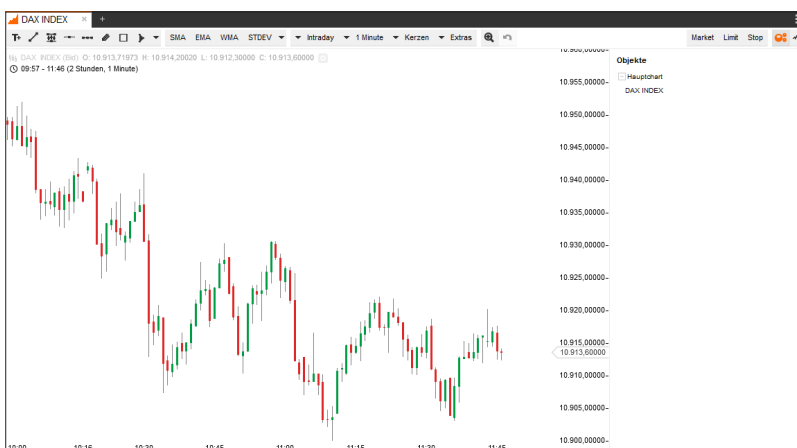 DAX INDEX × +
T+ SMA EMA WMA STDEV Intraday 1 Minute Kerzen Extras Market Limit Stop
DAX INDEX (Bid) O: 10.913,71973 H: 10.914,20020 L: 10.912,30000 C: 10.913,60000
09:57 - 11:46 (2 Stunden, 1 Minute)
Objekte
Hauptchart
DAX INDEX
10.960,00000
10.955,00000
10.950,00000
10.945,00000
10.940,00000
10.935,00000
10.930,00000
10.925,00000
10.920,00000
10.915,00000
10.913,60000
10.910,00000
10.905,00000
10.900,00000
10:00 10:15 10:30 10:45 11:00 11:15 11:30 11:45